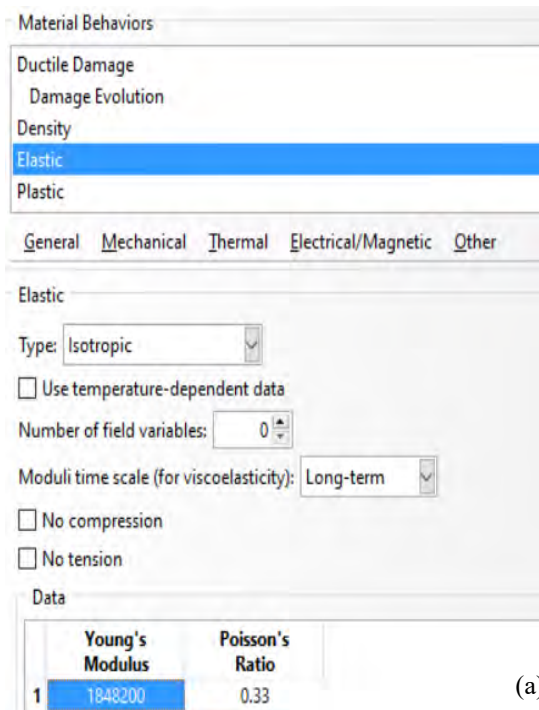 Material Behaviors
Ductile Damage
Damage Evolution
Density
Elastic
Plastic
General Mechanical Thermal Electrical/Magnetic Other
Elastic
Type: Isotropic
Use temperature-dependent data
Number of field variables: 0
Moduli time scale (for viscoelasticity): Long-term
No compression
No tension
Data
Young's Poisson's
Modulus Ratio
1 1848200 0.33 (a)